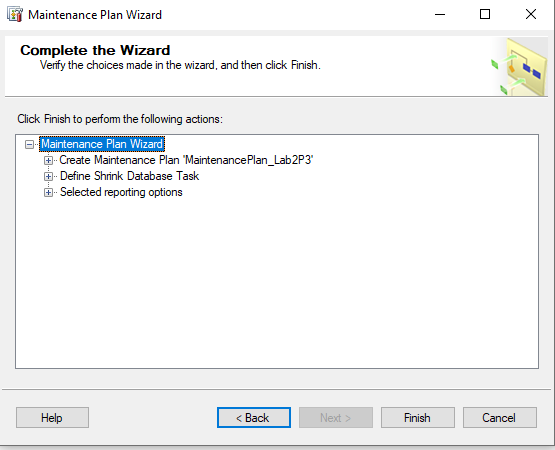 Maintenance Plan Wizard
Complete the Wizard
Verify the choices made in the wizard, and then click Finish.
Click Finish to perform the following actions:
Maintenance Plan Wizard
Create Maintenance Plan 'MaintenancePlan_Lab2P3'
Define Shrink Database Task
Selected reporting options
Help < Back Next > Finish Cancel